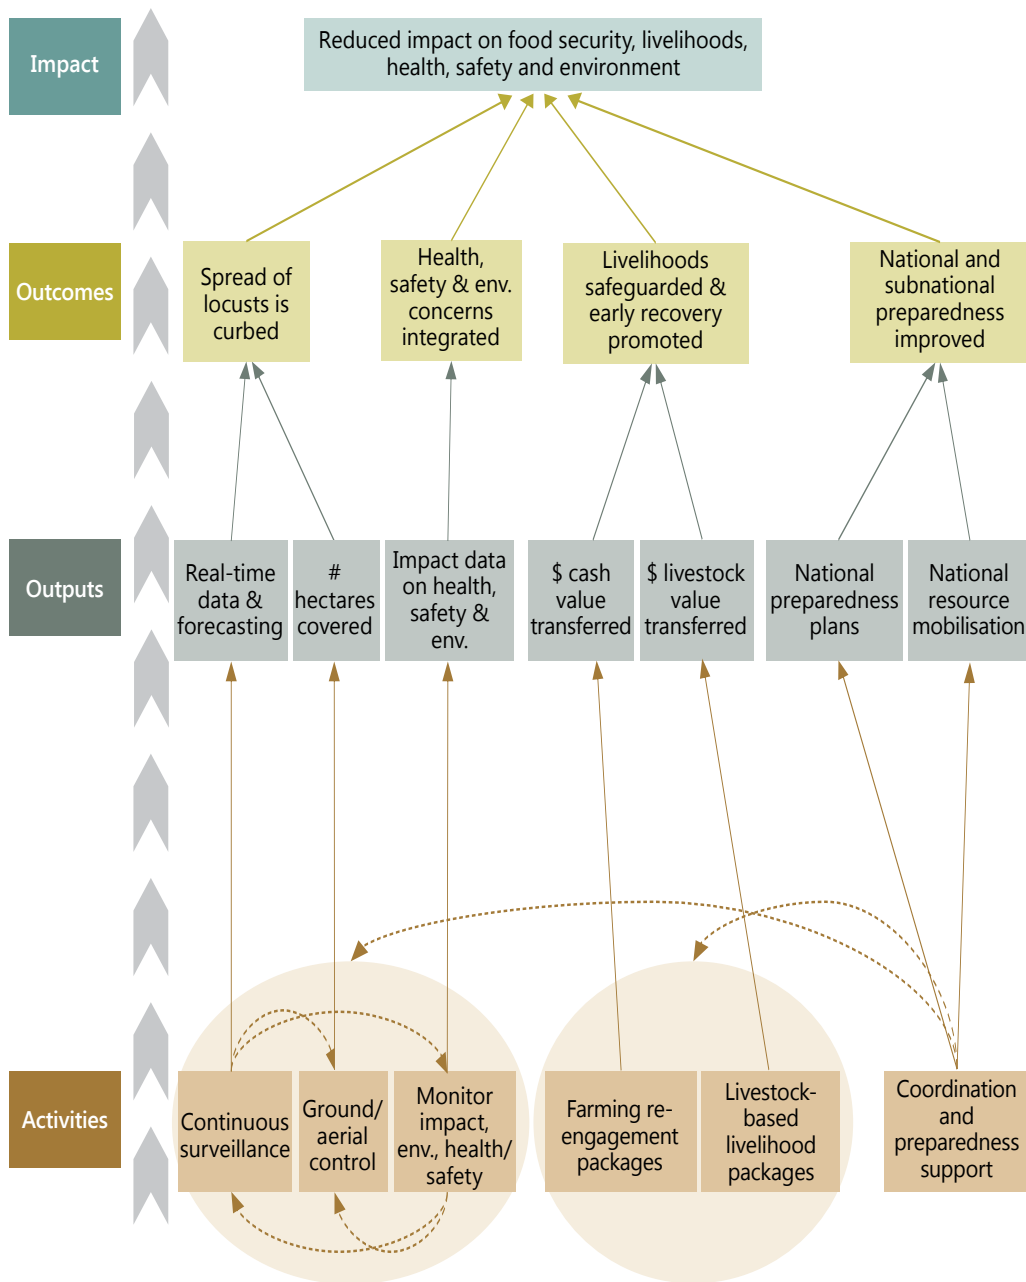 Impact
Reduced impact on food security, livelihoods,
health, safety and environment
Outcomes
Spread of
locusts is
curbed
Health,
safety & env.
concerns
integrated
Livelihoods
safeguarded &
early recovery
promoted
National and
subnational
preparedness
improved
Outputs
Real-time
data &
forecasting
#
hectares
covered
Impact data
on health,
safety &
env.
$ cash
value
transferred
$ livestock
value
transferred
National
preparedness
plans
National
resource
mobilisation
Activities
Continuous
surveillance
Ground/
aerial
control
Monitor
impact,
env., health/
safety
Farming re-
engagement
packages
Livestock-
based
livelihood
packages
Coordination
and
preparedness
support